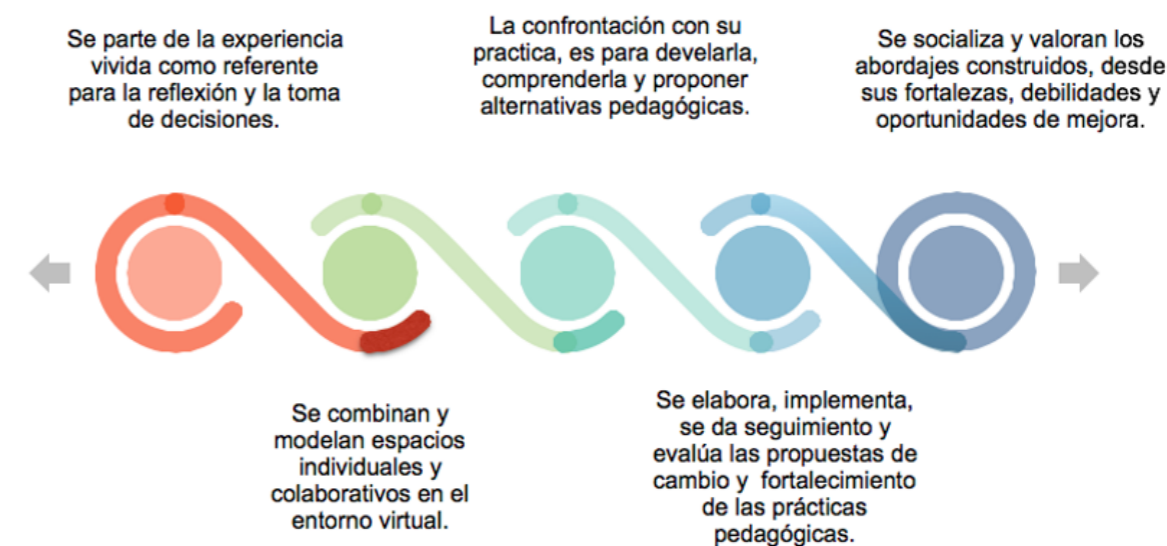 Se parte de la experiencia
vivida como referente
para la reflexión y la toma
de decisiones.
La confrontación con su
practica, es para develarla,
comprenderla y proponer
alternativas pedagógicas.
Se socializa y valoran los
abordajes construidos, desde
sus fortalezas, debilidades y
oportunidades de mejora.
Se combinan y
modelan espacios
individuales y
colaborativos en el
entorno virtual.
Se elabora, implementa,
se da seguimiento y
evalúa las propuestas de
cambio y fortalecimiento
de las prácticas
pedagógicas.